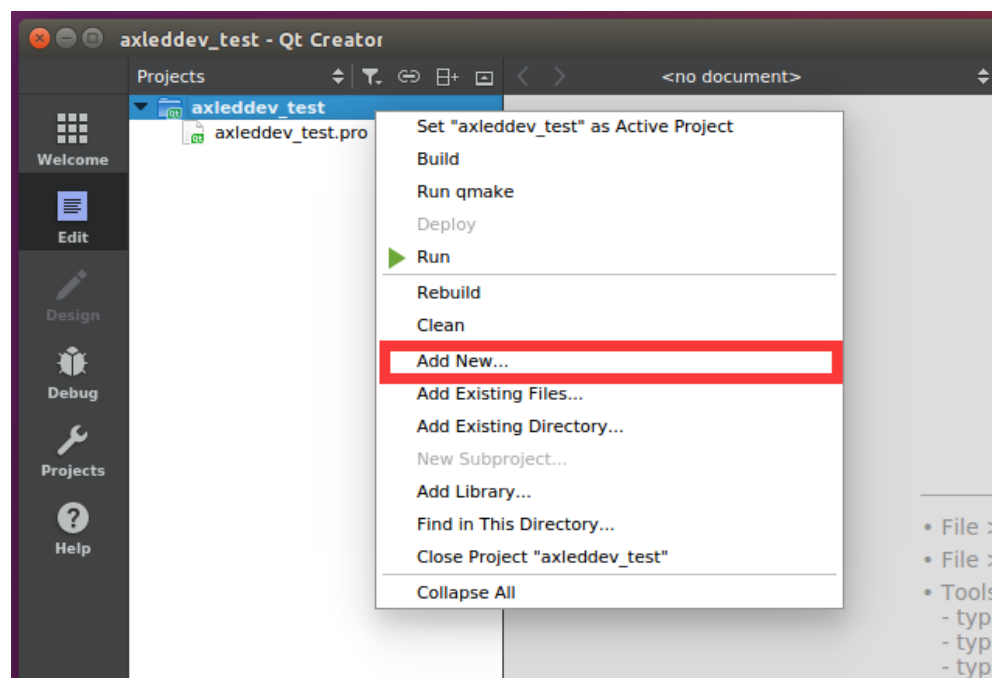 axleddev_test - Qt Creator
Projects
<no document>
axleddev_test
axleddev_test.pro
Welcome
Edit
Design
Debug
Projects
Help
Set "axleddev_test" as Active Project
Build
Run qmake
Deploy
Run
Rebuild
Clean
Add New...
Add Existing Files...
Add Existing Directory...
New Subproject...
Add Library...
Find in This Directory...
Close Project "axleddev_test"
Collapse All
• File >
• File >
• Tools
- typ
- typ
- typ